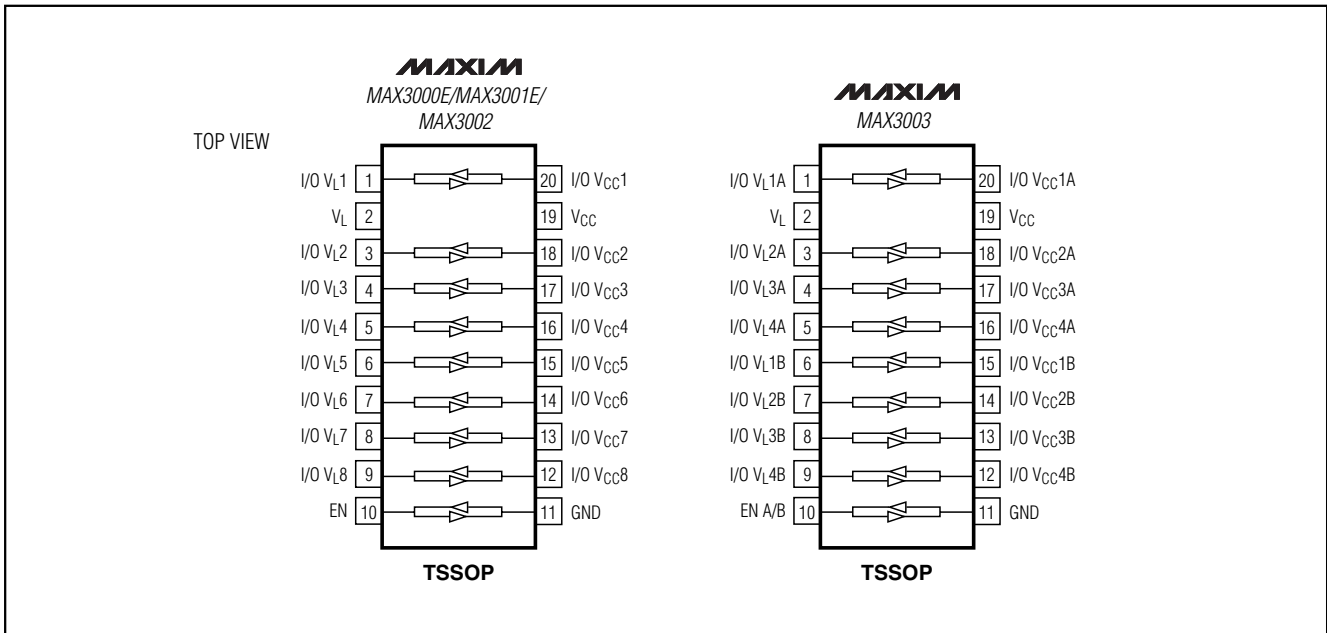 MAXIM
MAX3000E/MAX3001E/
MAX3002
TOP VIEW
I/O VL1 1 20 I/O VCC1
VL 2 19 VCC
I/O VL2 3 18 I/O VCC2
I/O VL3 4 17 I/O VCC3
I/O VL4 5 16 I/O VCC4
I/O VL5 6 15 I/O VCC5
I/O VL6 7 14 I/O VCC6
I/O VL7 8 13 I/O VCC7
I/O VL8 9 12 I/O VCC8
EN 10 11 GND
TSSOP
MAXIM
MAX3003
I/O VL1A 1 20 I/O VCC1A
VL 2 19 VCC
I/O VL2A 3 18 I/O VCC2A
I/O VL3A 4 17 I/O VCC3A
I/O VL4A 5 16 I/O VCC4A
I/O VL1B 6 15 I/O VCC1B
I/O VL2B 7 14 I/O VCC2B
I/O VL3B 8 13 I/O VCC3B
I/O VL4B 9 12 I/O VCC4B
EN A/B 10 11 GND
TSSOP